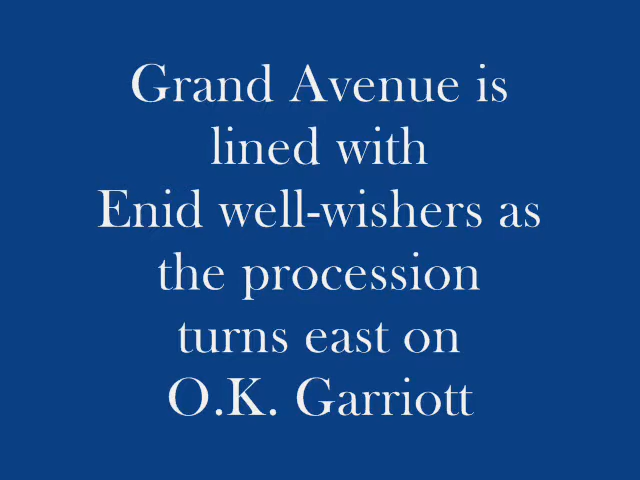 Grand Avenue is
lined with
Enid well-wishers as
the procession
turns east on
O.K. Garriott